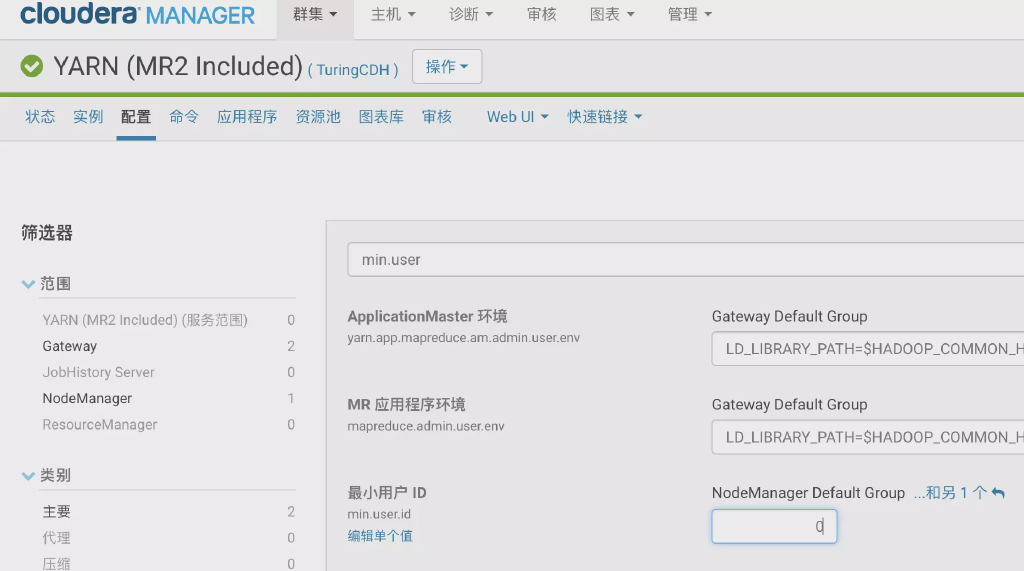 cloudera MANAGER 群集 主机 诊断 审核 图表 管理
YARN (MR2 Included) ( TuringCDH ) 操作
状态 实例 配置 命令 应用程序 资源池 图表库 审核 Web UI 快速链接
筛选器
min.user
范围
YARN (MR2 Included) (服务范围) 0
Gateway 2
JobHistory Server 0
NodeManager 1
ResourceManager 0
类别
主要 2
代理 0
压缩 0
ApplicationMaster 环境
yarn.app.mapreduce.am.admin.user.env
Gateway Default Group
LD_LIBRARY_PATH=$HADOOP_COMMON_H
MR 应用程序环境
mapreduce.admin.user.env
Gateway Default Group
LD_LIBRARY_PATH=$HADOOP_COMMON_H
最小用户 ID
min.user.id
编辑单个值
NodeManager Default Group ...和另 1 个
0